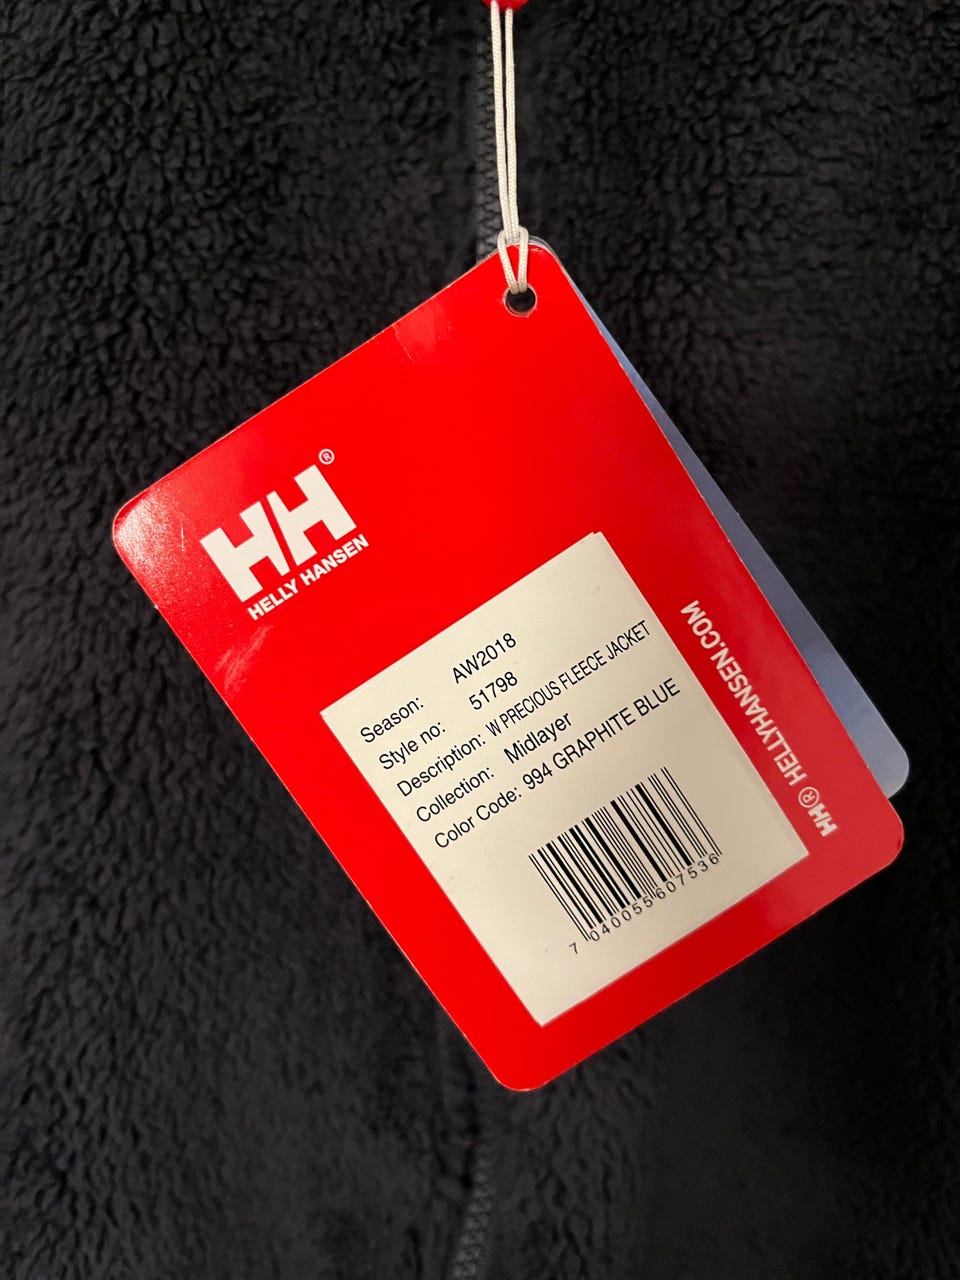 HH®
HELLY HANSEN
Season: AW2018
Style no: 51798
Description: W PRECIOUS FLEECE JACKET
Collection: Midlayer
Color Code: 994 GRAPHITE BLUE
7 040055 607536
HH® HELLYHANSEN.COM